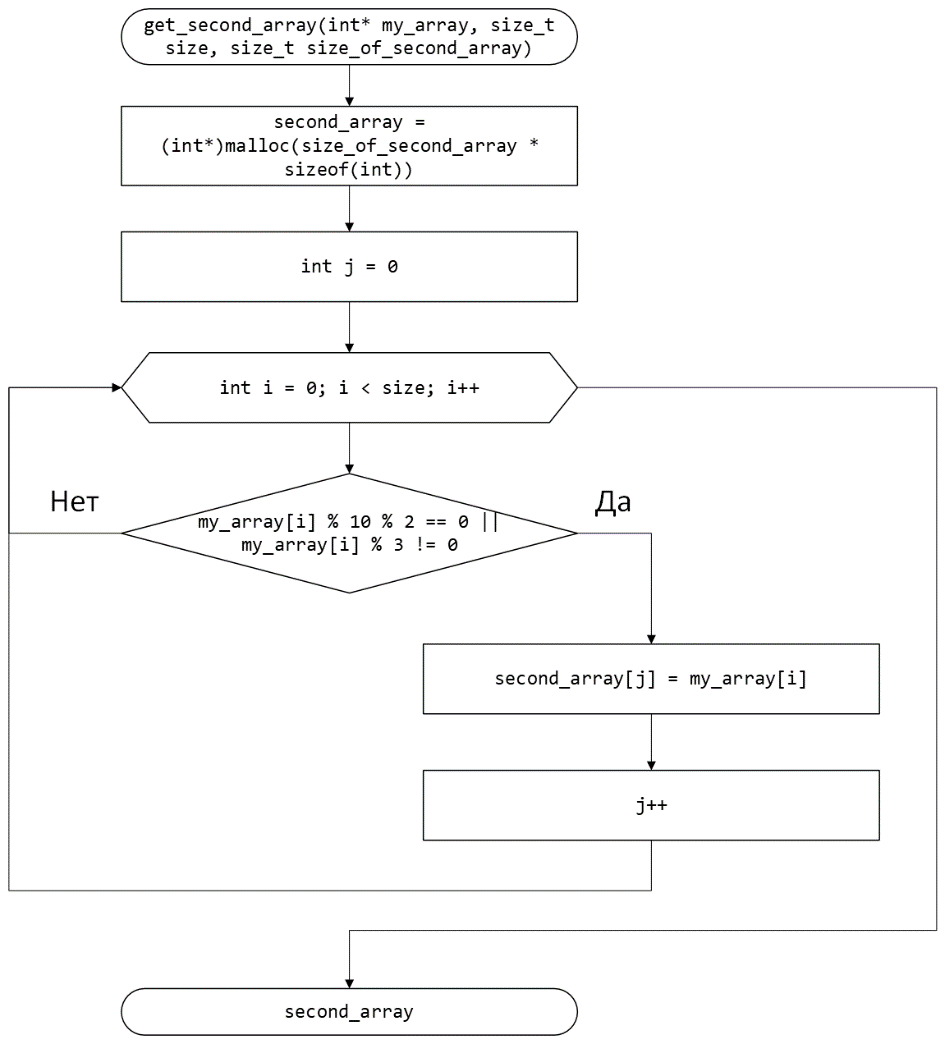 get_second_array(int* my_array, size_t
size, size_t size_of_second_array)
second_array =
(int*)malloc(size_of_second_array *
sizeof(int))
int j = 0
int i = 0; i < size; i++
Нет
Да
my_array[i] % 10 % 2 == 0 ||
my_array[i] % 3 != 0
second_array[j] = my_array[i]
j++
second_array